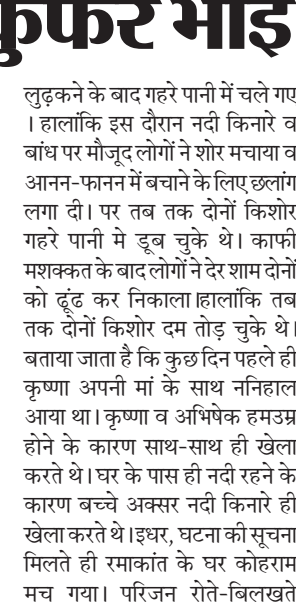 कुफेर भाई
लुढ़कने के बाद गहरे पानी में चले गए
। हालांकि इस दौरान नदी किनारे व
बांध पर मौजूद लोगों ने शोर मचाया व
आनन-फानन में बचाने के लिए छलांग
लगा दी। पर तब तक दोनों किशोर
गहरे पानी मे डूब चुके थे। काफी
मशक्कत के बाद लोगों ने देर शाम दोनों
को ढूंढ कर निकाला।हालांकि तब
तक दोनों किशोर दम तोड़ चुके थे।
बताया जाता है कि कुछ दिन पहले ही
कृष्णा अपनी मां के साथ ननिहाल
आया था। कृष्णा व अभिषेक हमउम्र
होने के कारण साथ-साथ ही खेला
करते थे। घर के पास ही नदी रहने के
कारण बच्चे अक्सर नदी किनारे ही
खेला करते थे।इधर, घटना की सूचना
मिलते ही रमाकांत के घर कोहराम
मच गया। परिजन रोते-बिलखते